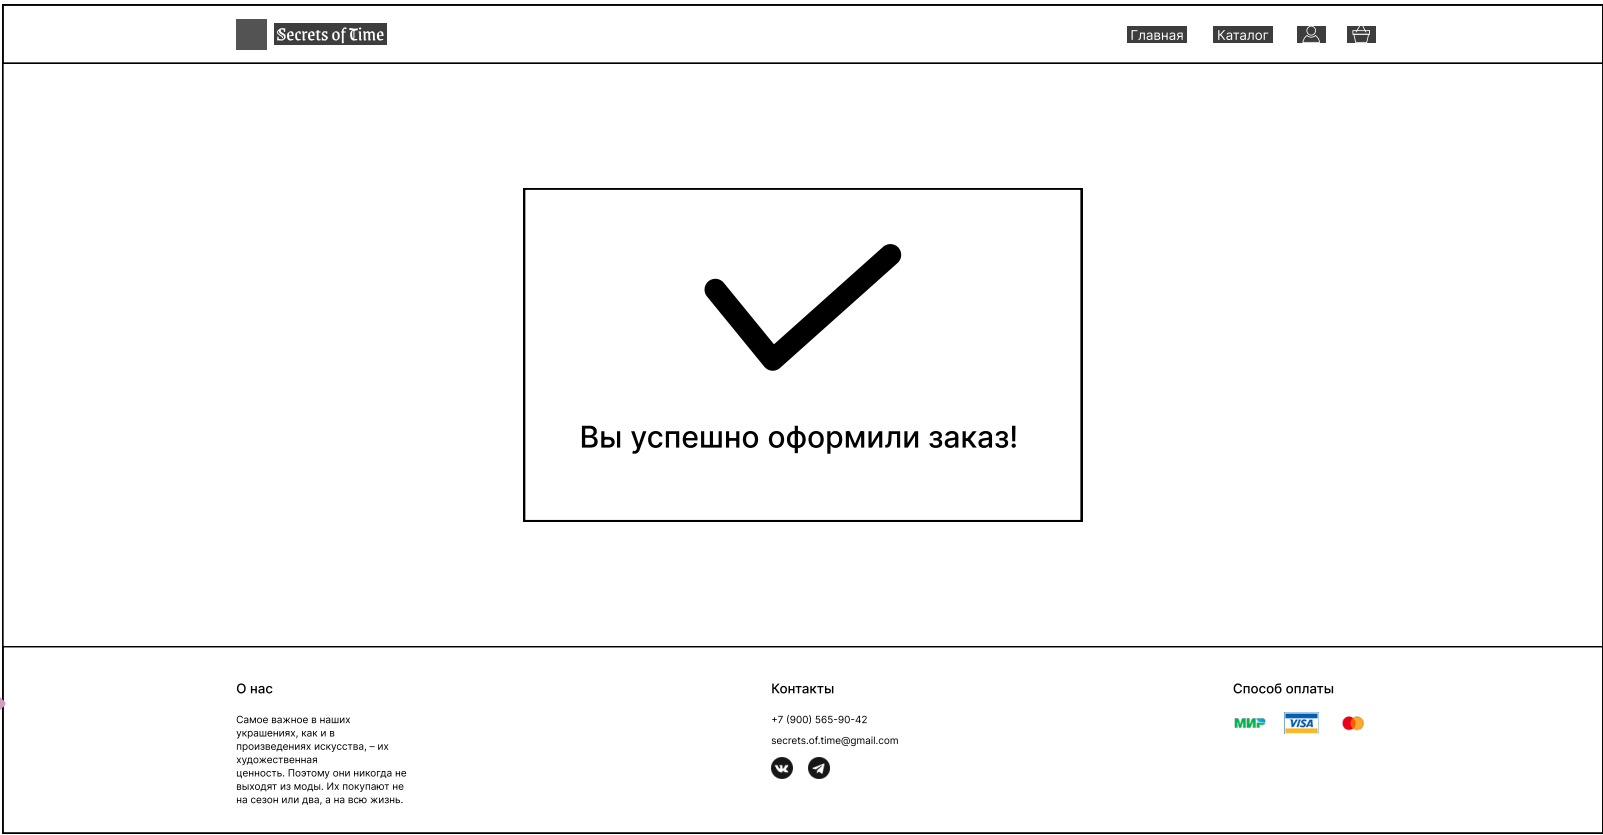 Secrets of Time
Главная
Каталог
Вы успешно оформили заказ!
О нас
Самое важное в наших
украшениях, как и в
произведениях искусства, – их
художественная
ценность. Поэтому они никогда не
выходят из моды. Их покупают не
на сезон или два, а на всю жизнь.
Контакты
+7 (900) 565-90-42
secrets.of.time@gmail.com
Способ оплаты
МИР
VISA